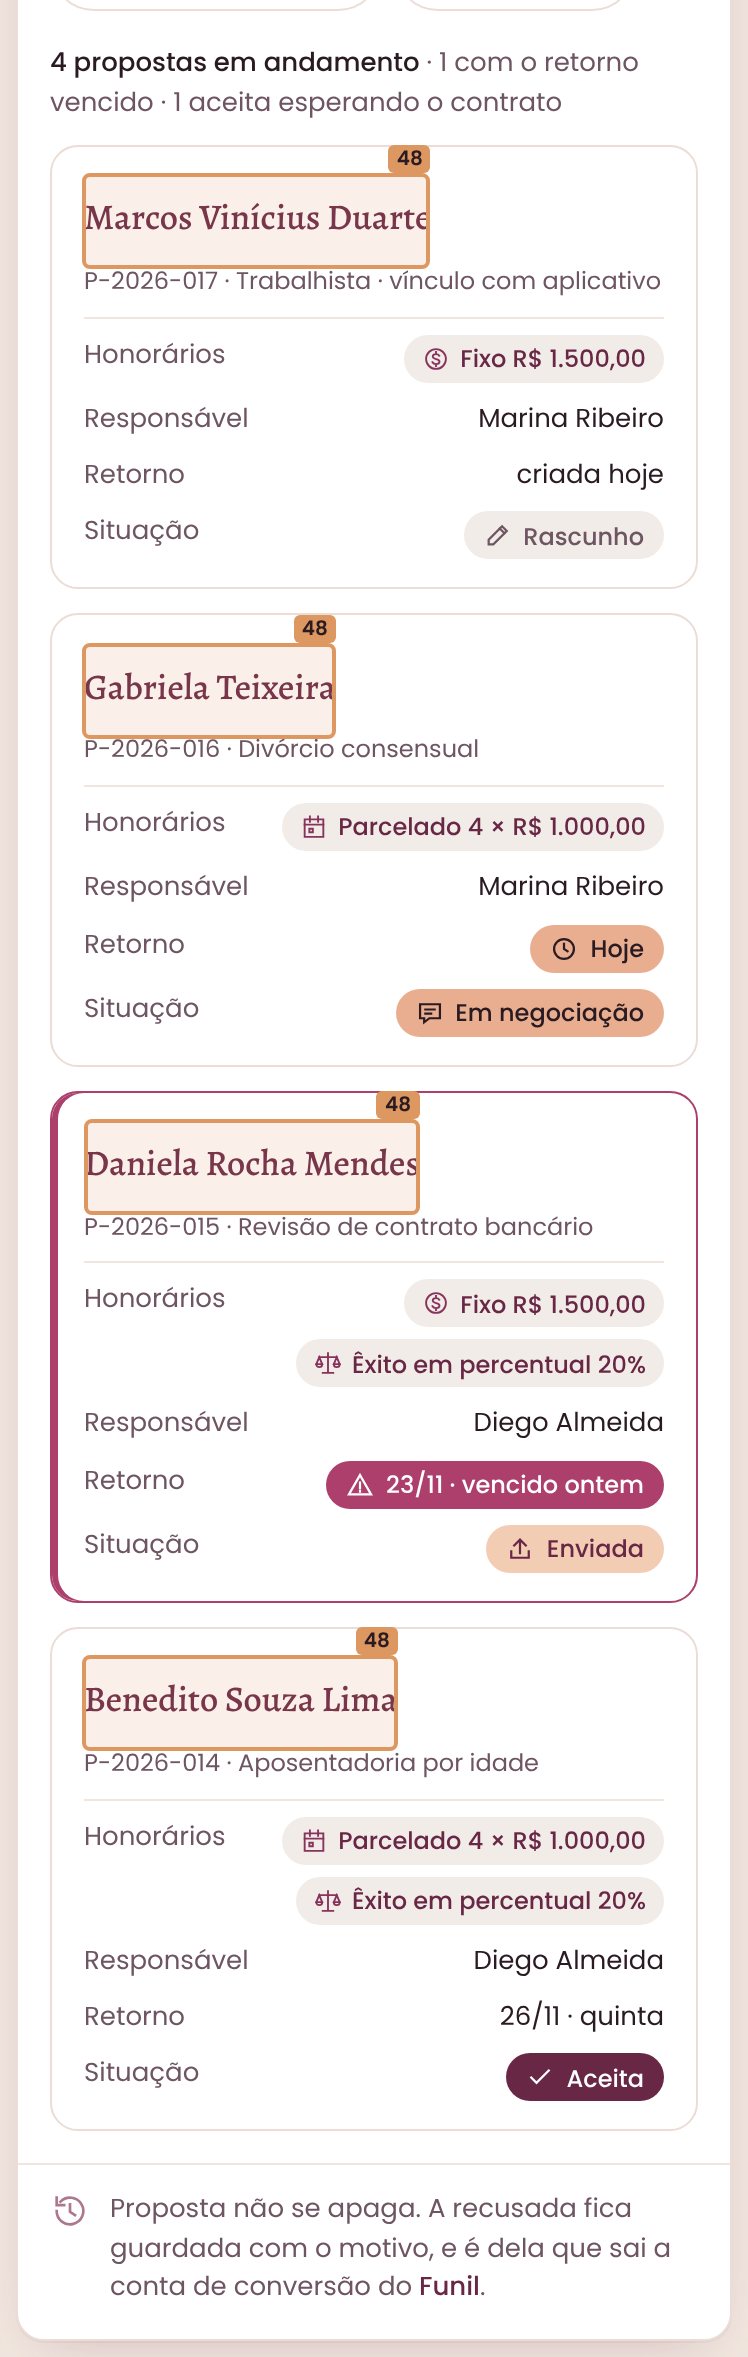 4 propostas em andamento · 1 com o retorno
vencido · 1 aceita esperando o contrato
48
Marcos Vinícius Duarte
P-2026-017 · Trabalhista · vínculo com aplicativo
Honorários Fixo R$ 1.500,00
Responsável Marina Ribeiro
Retorno criada hoje
Situação Rascunho
48
Gabriela Teixeira
P-2026-016 · Divórcio consensual
Honorários Parcelado 4 × R$ 1.000,00
Responsável Marina Ribeiro
Retorno Hoje
Situação Em negociação
48
Daniela Rocha Mendes
P-2026-015 · Revisão de contrato bancário
Honorários Fixo R$ 1.500,00
Êxito em percentual 20%
Responsável Diego Almeida
Retorno 23/11 · vencido ontem
Situação Enviada
48
Benedito Souza Lima
P-2026-014 · Aposentadoria por idade
Honorários Parcelado 4 × R$ 1.000,00
Êxito em percentual 20%
Responsável Diego Almeida
Retorno 26/11 · quinta
Situação Aceita
Proposta não se apaga. A recusada fica
guardada com o motivo, e é dela que sai a
conta de conversão do Funil.